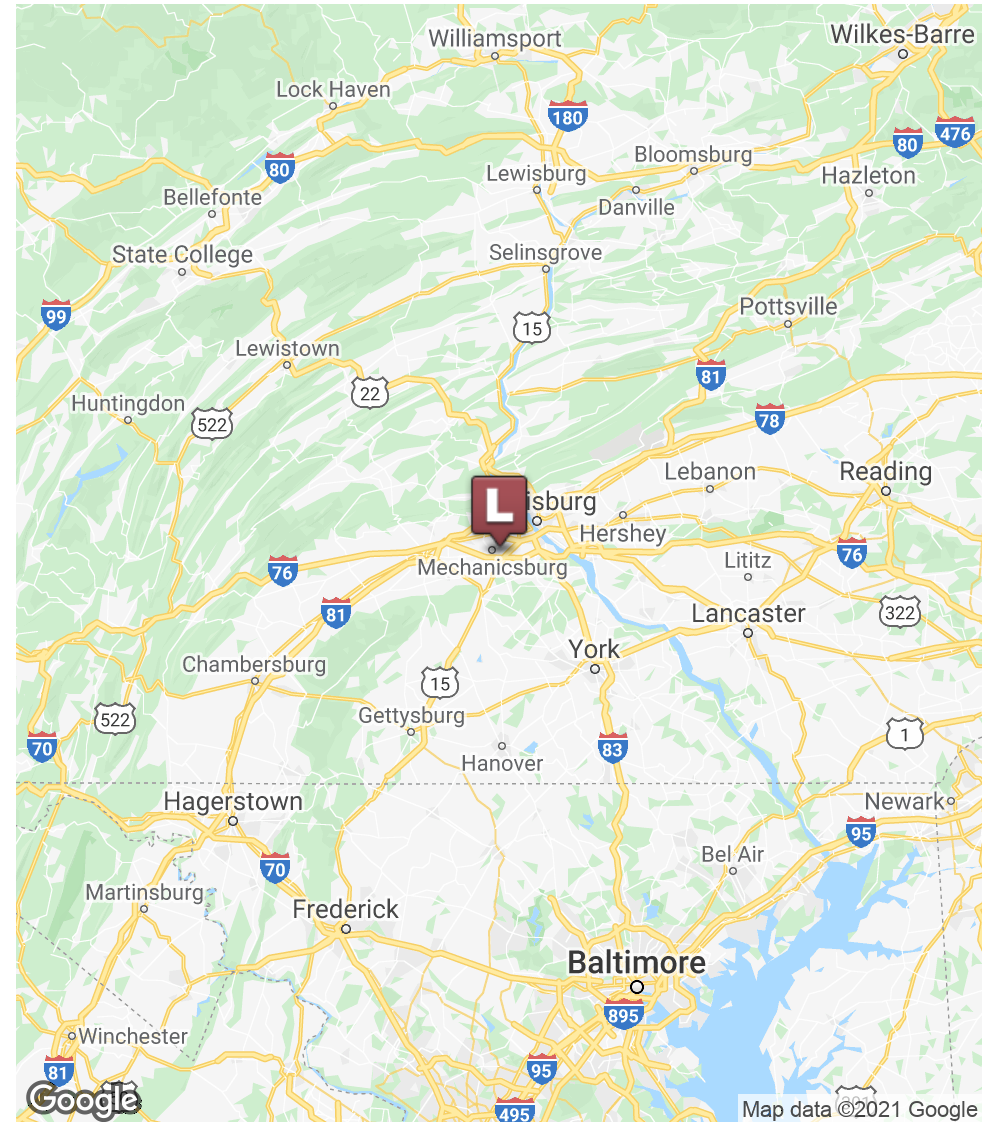 Williamsport
Wilkes-Barre
Lock Haven
180
476
80
80
Bloomsburg
Lewisburg
Hazleton
Bellefonte
Danville
State College
Selinsgrove
99
Pottsville
15
Lewistown
81
22
Huntingdon
78
522
Lebanon
Reading
L
isburg
Hershey
76
Lititz
Mechanicsburg
76
81
Lancaster
322
York
Chambersburg
15
Gettysburg
522
1
70
83
Hanover
Hagerstown
Newark
95
Bel Air
70
Martinsburg
Frederick
Baltimore
895
Winchester
95
81
Google
495
Map data ©2021 Google